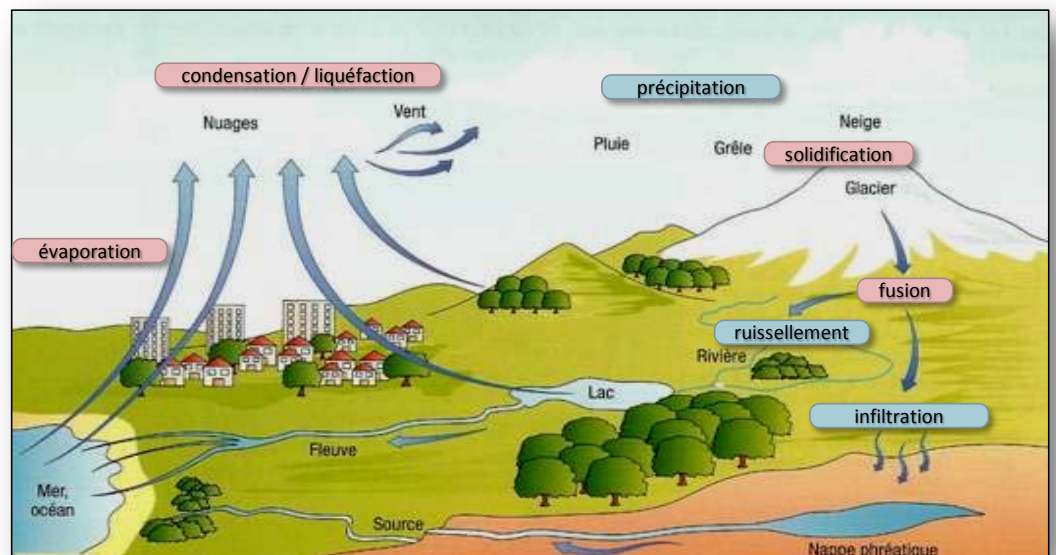 condensation / liquéfaction
précipitation
Vent
Nuages
Neige
Pluie
Grêle
solidification
Glacier
évaporation
fusion
ruissellement
Rivière
Lac
infiltration
Fleuve
Mer,
océan
Source
Nappe phréatique